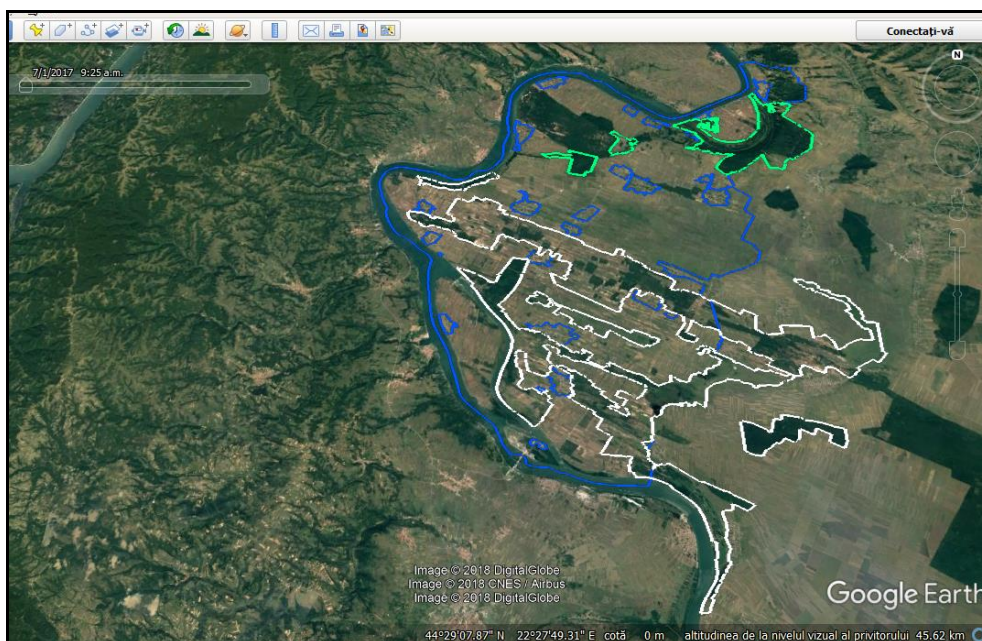 Conectați-vă
7/1/2017 9:25 a.m.
N
Image © 2018 DigitalGlobe
Image © 2018 CNES / Airbus
Image © 2018 DigitalGlobe
Google Earth
44°29'07.87" N 22°27'49.31" E cotă 0 m altitudinea de la nivelul vizual al privitorului 45.62 km